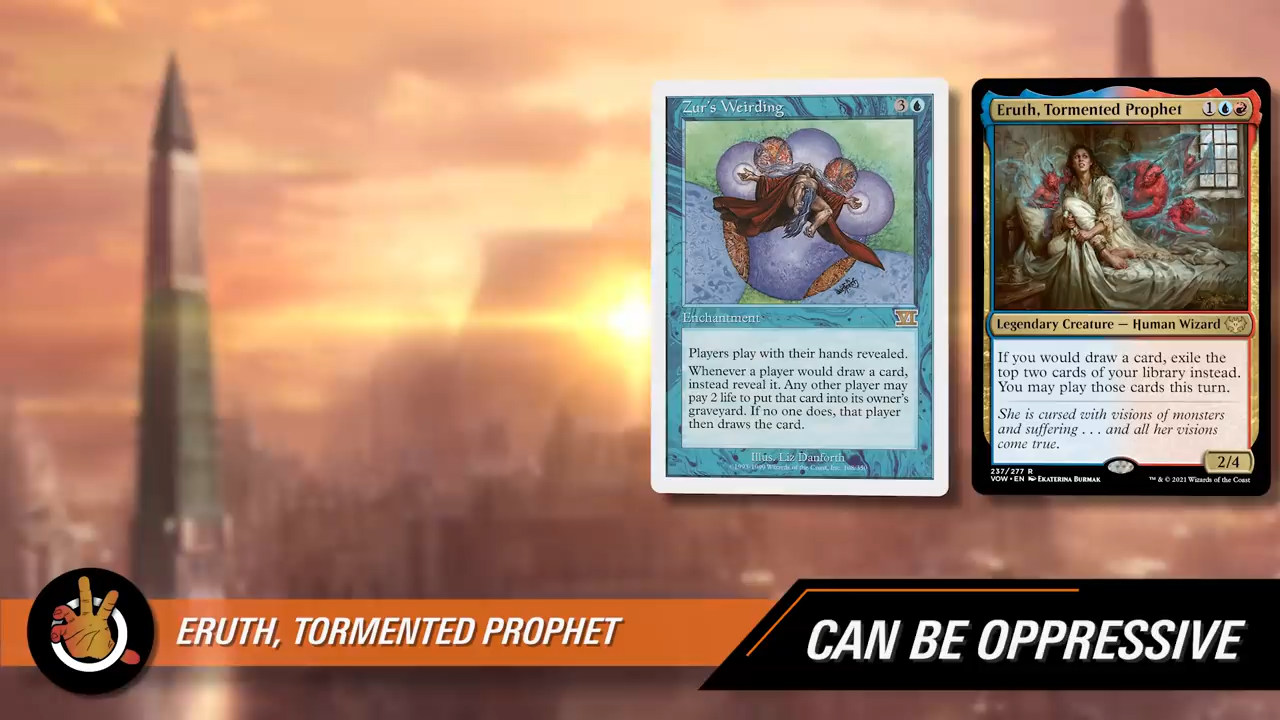 Zur's Weirding
3
Enchantment
Players play with their hands revealed.
Whenever a player would draw a card,
instead reveal it. Any other player may
pay 2 life to put that card into its owner's
graveyard. If no one does, that player
then draws the card.
Illus. Liz Danforth
Eruth, Tormented Prophet
1
Legendary Creature — Human Wizard
If you would draw a card, exile the
top two cards of your library instead.
You may play those cards this turn.
She is cursed with visions of monsters
and suffering . . . and all her visions
come true.
2/4
237/277 R
VOW • EN Ekaterina Burmak
™ & © 2021 Wizards of the Coast
ERUTH, TORMENTED PROPHET
CAN BE OPPRESSIVE